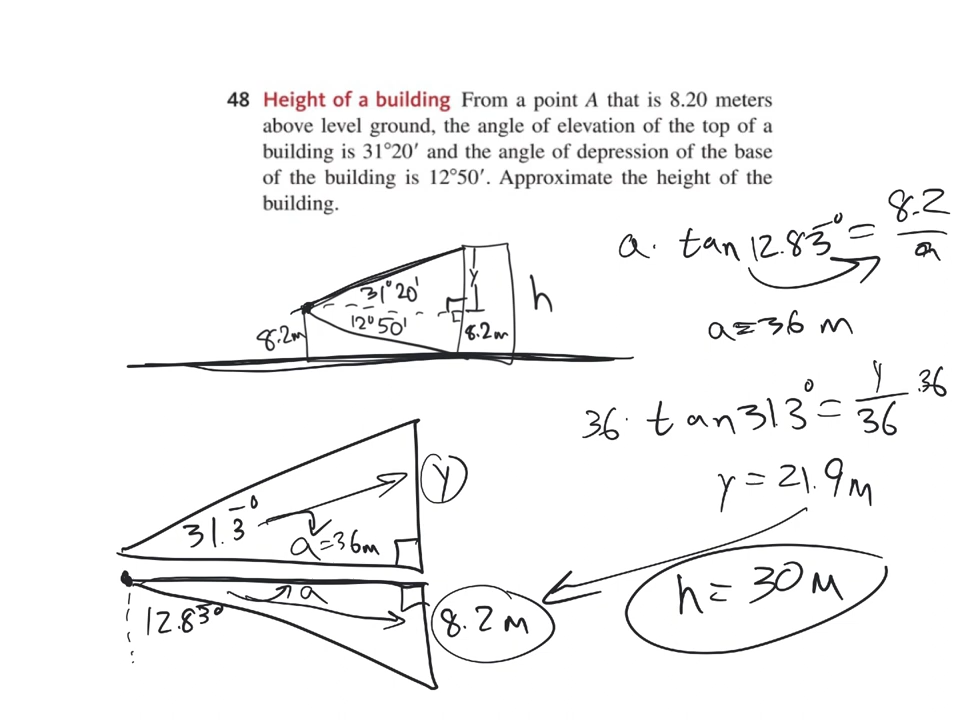 48 Height of a building From a point A that is 8.20 meters
above level ground, the angle of elevation of the top of a
building is 31°20′ and the angle of depression of the base
of the building is 12°50′. Approximate the height of the
building.
a· tan 12.83̅° = 8.2/a
a = 36 m
31°20'
12°50'
y
8.2m
8.2m
h
36· tan 31.3° = y/36 ·36
y = 21.9 m
31.3̅°
a=36m
y
a
12.83̅°
8.2 m
h = 30 m